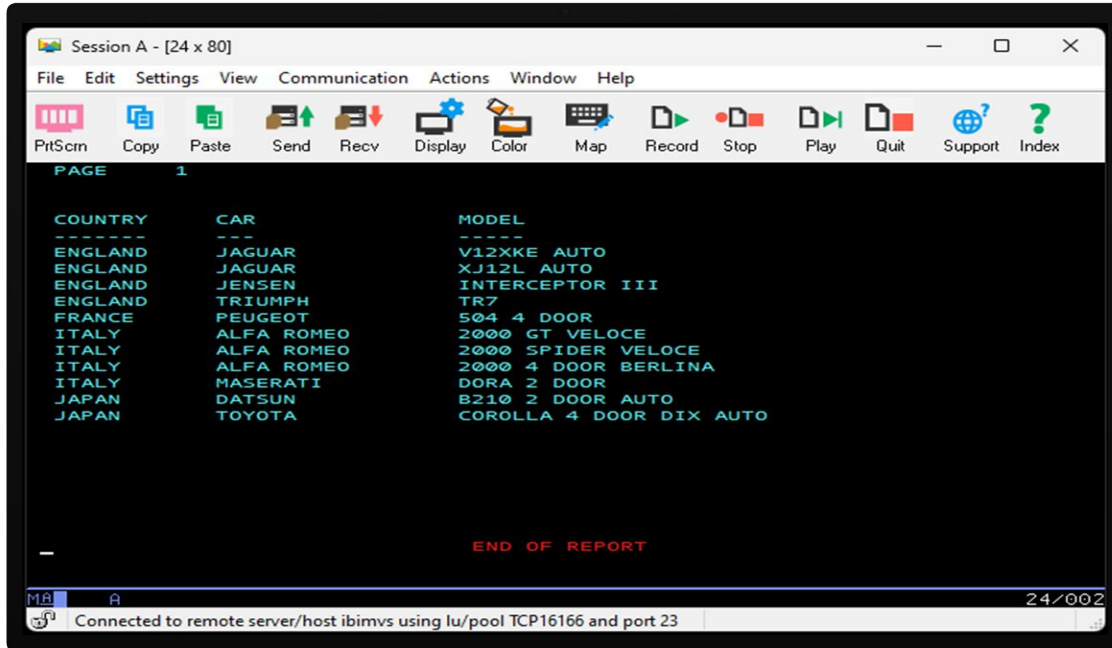 Session A - [24 x 80]
File Edit Settings View Communication Actions Window Help
PrtScrn Copy Paste Send Recv Display Color Map Record Stop Play Quit Support Index
PAGE 1
COUNTRY CAR MODEL
------- --- -----
ENGLAND JAGUAR V12XKE AUTO
ENGLAND JAGUAR XJ12L AUTO
ENGLAND JENSEN INTERCEPTOR III
ENGLAND TRIUMPH TR7
FRANCE PEUGEOT 504 4 DOOR
ITALY ALFA ROMEO 2000 GT VELOCE
ITALY ALFA ROMEO 2000 SPIDER VELOCE
ITALY ALFA ROMEO 2000 4 DOOR BERLINA
ITALY MASERATI DORA 2 DOOR
JAPAN DATSUN B210 2 DOOR AUTO
JAPAN TOYOTA COROLLA 4 DOOR DIX AUTO
END OF REPORT
MA A 24/002
Connected to remote server/host ibimvs using lu/pool TCP16166 and port 23